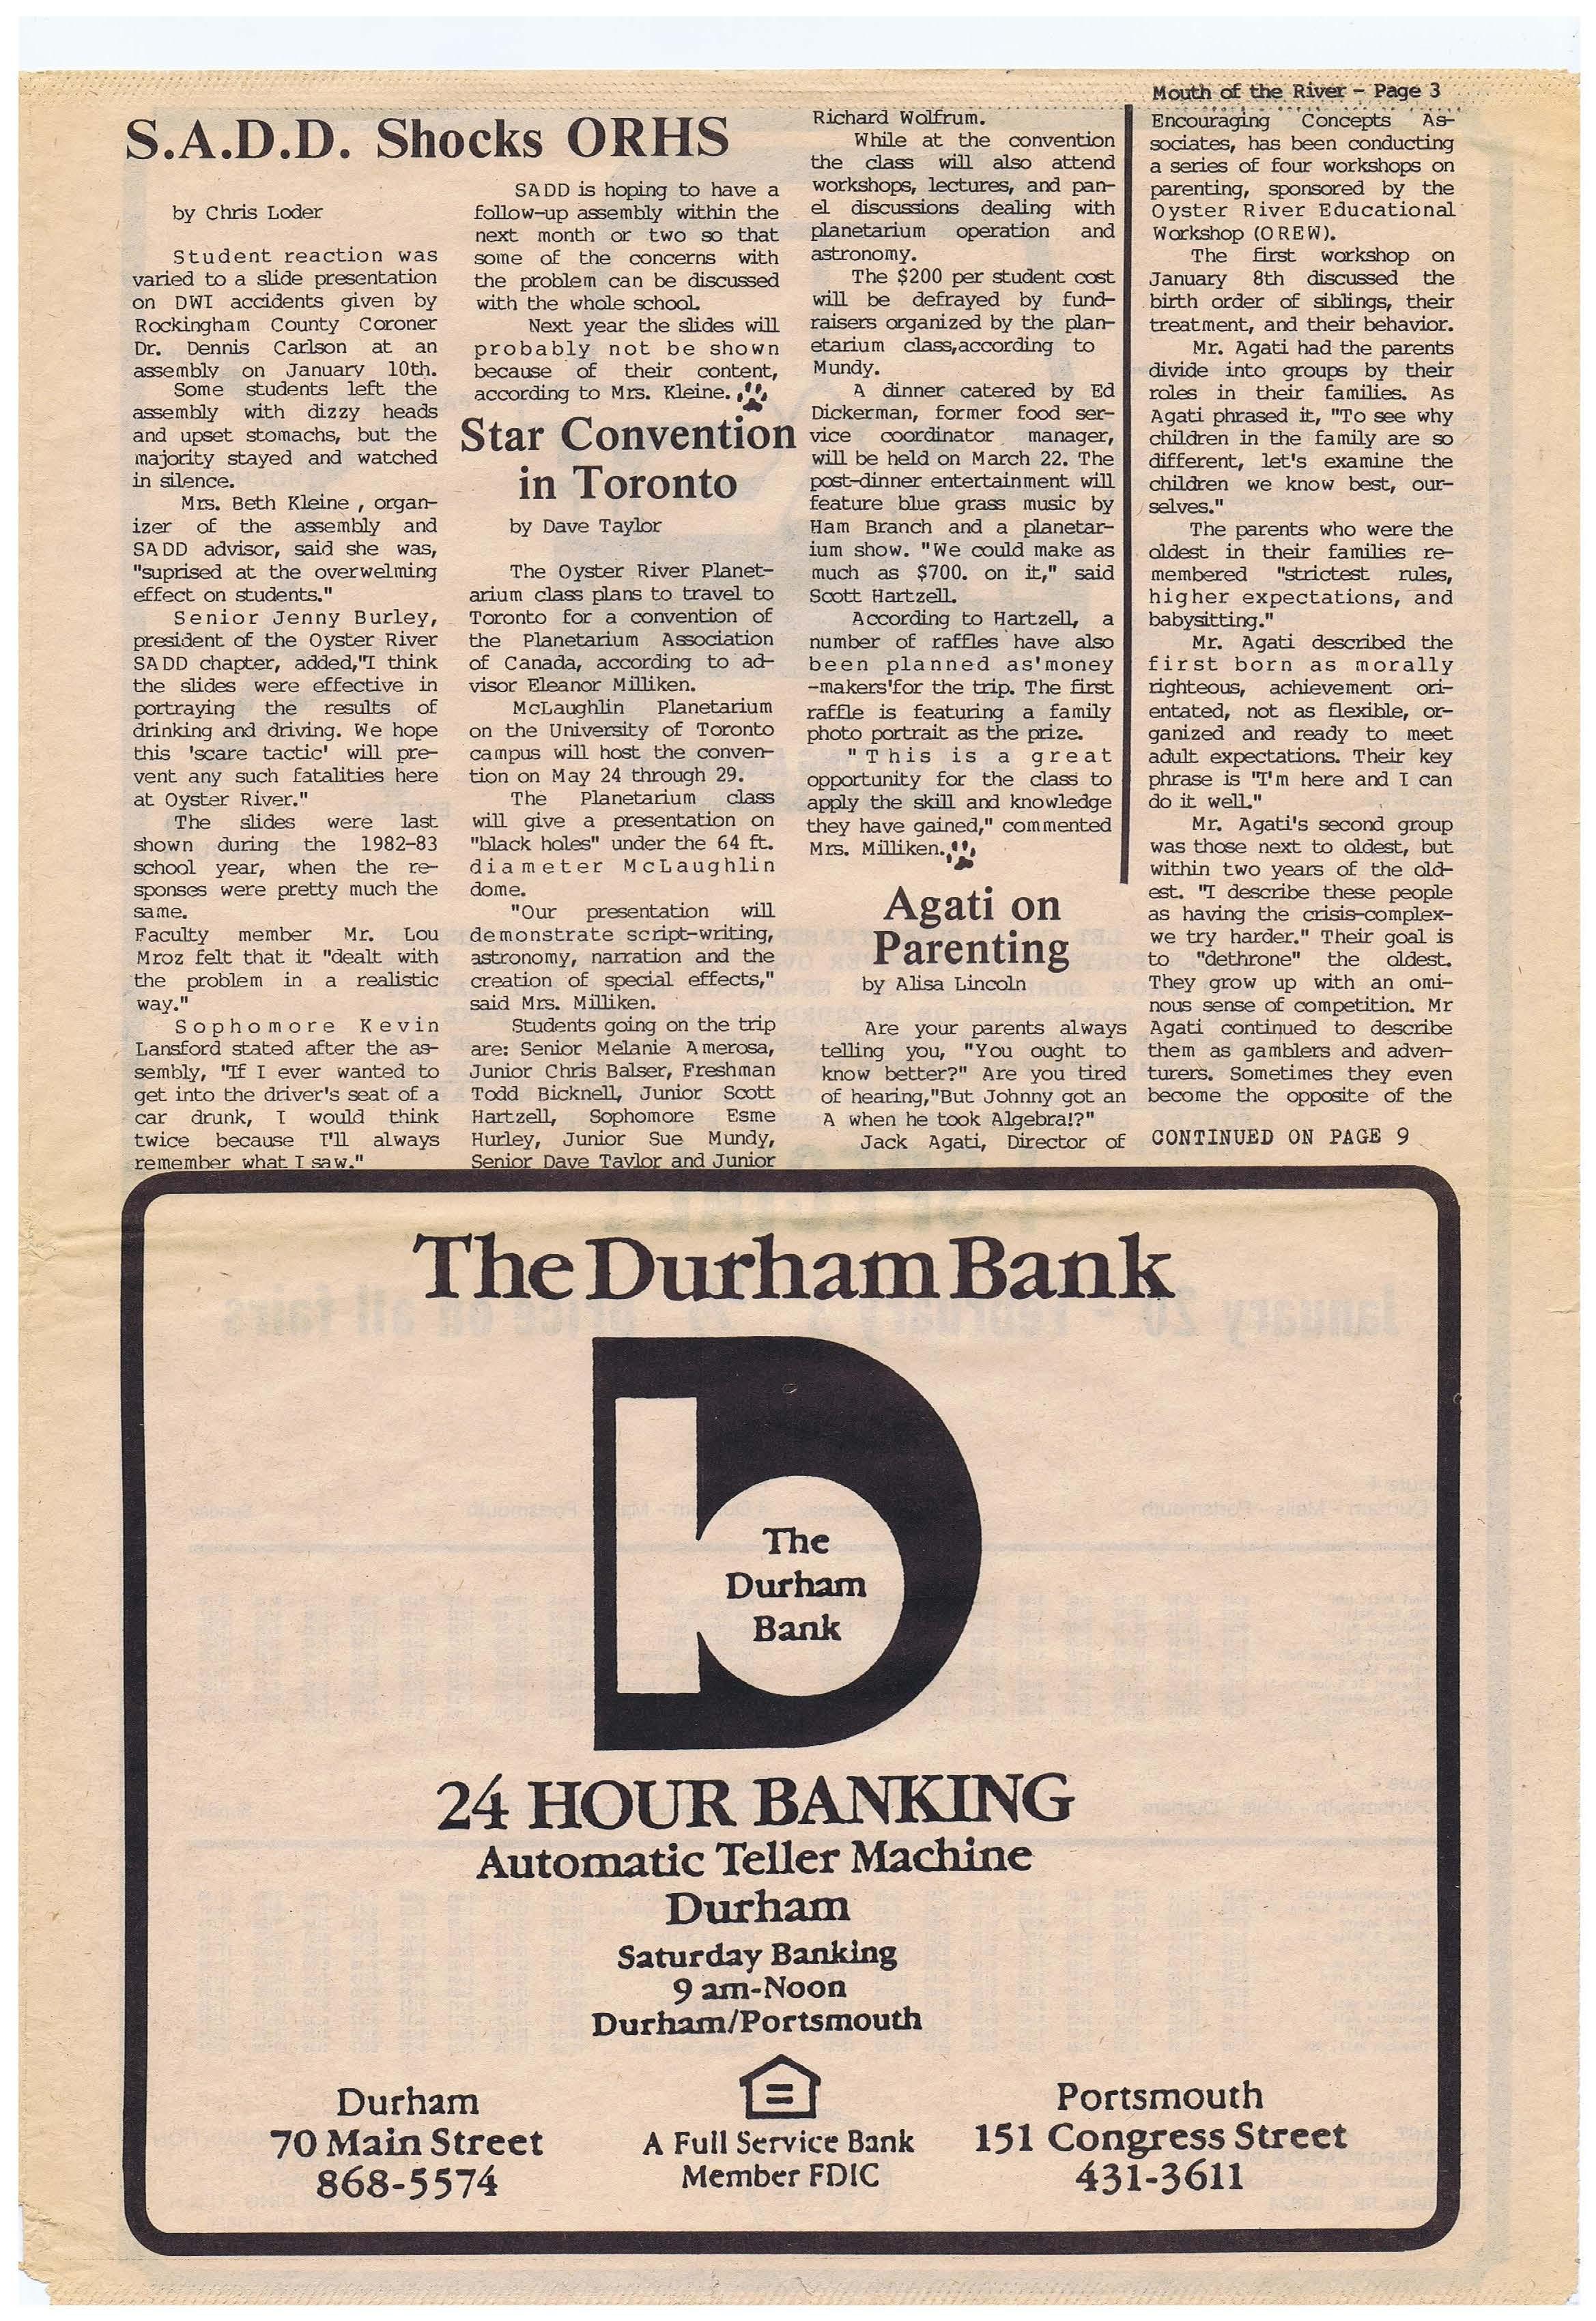 Mouth of the River - Page 3
S.A.D.D. Shocks ORHS
by Chris Loder
Student reaction was
varied to a slide presentation
on DWI accidents given by
Rockingham County Coroner
Dr. Dennis Carlson at an
assembly on January 10th.
Some students left the
assembly with dizzy heads
and upset stomachs, but the
majority stayed and watched
in silence.
Mrs. Beth Kleine , organ-
izer of the assembly and
SADD advisor, said she was,
"suprised at the overwelming
effect on students."
Senior Jenny Burley,
president of the Oyster River
SADD chapter, added,"I think
the slides were effective in
portraying the results of
drinking and driving. We hope
this 'scare tactic' will pre-
vent any such fatalities here
at Oyster River."
The slides were last
shown during the 1982-83
school year, when the re-
sponses were pretty much the
same.
Faculty member Mr. Lou
Mroz felt that it "dealt with
the problem in a realistic
way."
Sophomore Kevin
Lansford stated after the as-
sembly, "If I ever wanted to
get into the driver's seat of a
car drunk, I would think
twice because I'll always
remember what I saw."
SADD is hoping to have a
follow-up assembly within the
next month or two so that
some of the concerns with
the problem can be discussed
with the whole school.
Next year the slides will
probably not be shown
because of their content,
according to Mrs. Kleine.
Star Convention
in Toronto
by Dave Taylor
The Oyster River Planet-
arium class plans to travel to
Toronto for a convention of
the Planetarium Association
of Canada, according to ad-
visor Eleanor Milliken.
McLaughlin Planetarium
on the University of Toronto
campus will host the conven-
tion on May 24 through 29.
The Planetarium class
will give a presentation on
"black holes" under the 64 ft.
diameter McLaughlin
dome.
"Our presentation will
demonstrate script-writing,
astronomy, narration and the
creation of special effects,"
said Mrs. Milliken.
Students going on the trip
are: Senior Melanie Amerosa,
Junior Chris Balser, Freshman
Todd Bicknell, Junior Scott
Hartzell, Sophomore Esme
Hurley, Junior Sue Mundy,
Senior Dave Taylor and Junior
Richard Wolfrum.
While at the convention
the class will also attend
workshops, lectures, and pan-
el discussions dealing with
planetarium operation and
astronomy.
The $200 per student cost
will be defrayed by fund-
raisers organized by the plan-
etarium class,according to
Mundy.
A dinner catered by Ed
Dickerman, former food ser-
vice coordinator manager,
will be held on March 22. The
post-dinner entertainment will
feature blue grass music by
Ham Branch and a planetar-
ium show. "We could make as
much as $700. on it," said
Scott Hartzell.
According to Hartzell, a
number of raffles have also
been planned as'money
-makers'for the trip. The first
raffle is featuring a family
photo portrait as the prize.
"This is a great
opportunity for the class to
apply the skill and knowledge
they have gained," commented
Mrs. Milliken.
Agati on
Parenting
by Alisa Lincoln
Are your parents always
telling you, "You ought to
know better?" Are you tired
of hearing,"But Johnny got an
A when he took Algebra!?"
Jack Agati, Director of
Encouraging Concepts As-
sociates, has been conducting
a series of four workshops on
parenting, sponsored by the
Oyster River Educational
Workshop (OREW).
The first workshop on
January 8th discussed the
birth order of siblings, their
treatment, and their behavior.
Mr. Agati had the parents
divide into groups by their
roles in their families. As
Agati phrased it, "To see why
children in the family are so
different, let's examine the
children we know best, our-
selves."
The parents who were the
oldest in their families re-
membered "strictest rules,
higher expectations, and
babysitting."
Mr. Agati described the
first born as morally
righteous, achievement ori-
entated, not as flexible, or-
ganized and ready to meet
adult expectations. Their key
phrase is "I'm here and I can
do it well."
Mr. Agati's second group
was those next to oldest, but
within two years of the old-
est. "I describe these people
as having the crisis-complex-
we try harder." Their goal is
to "dethrone" the oldest.
They grow up with an omi-
nous sense of competition. Mr
Agati continued to describe
them as gamblers and adven-
turers. Sometimes they even
become the opposite of the
CONTINUED ON PAGE 9
The Durham Bank
The
Durham
Bank
24 HOUR BANKING
Automatic Teller Machine
Durham
Saturday Banking
9 am-Noon
Durham/Portsmouth
Durham
70 Main Street
868-5574
A Full Service Bank
Member FDIC
Portsmouth
151 Congress Street
431-3611